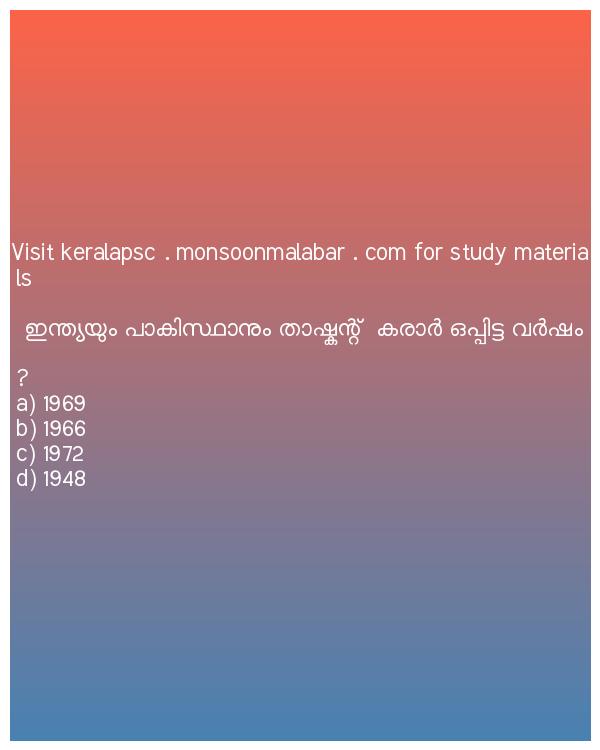 Visit keralapsc . monsoonmalabar . com for study materia
ls
ഇന്ത്യയും പാകിസ്ഥാനും താഷ്കന്റ് കരാർ ഒപ്പിട്ട വർഷം
?
a) 1969
b) 1966
c) 1972
d) 1948